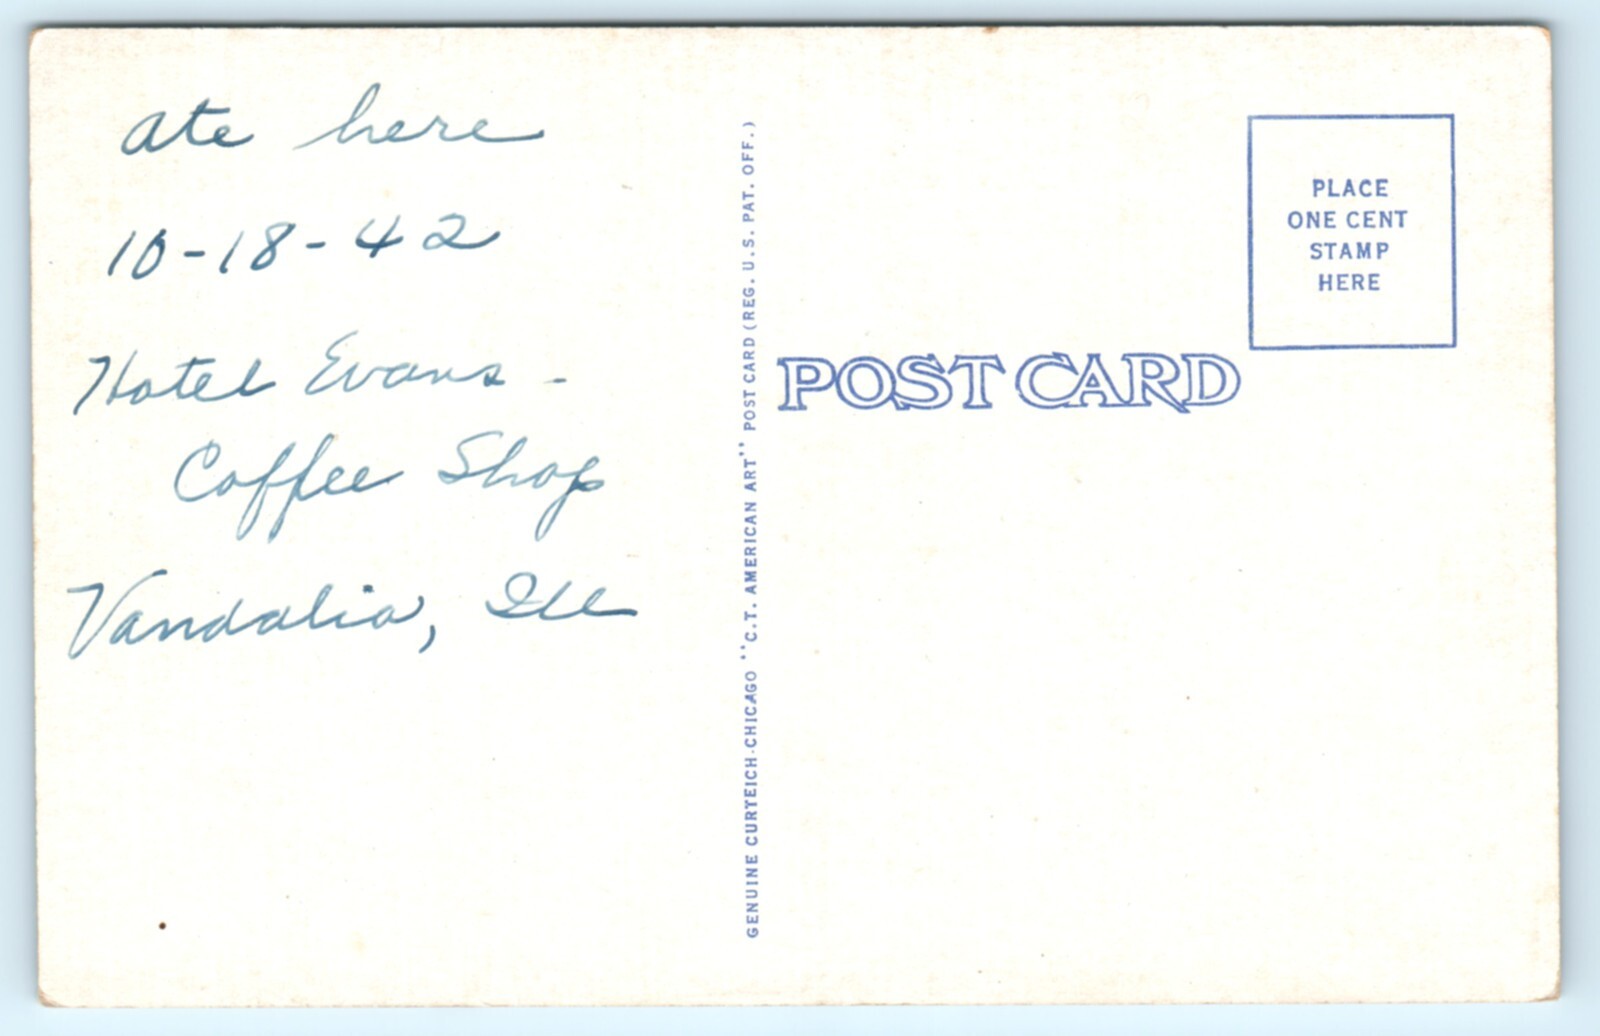 ate here
10-18-42
Hotel Evans -
Coffee Shop
Vandalia, Ill
GENUINE CURTEICH-CHICAGO "C.T. AMERICAN ART" POST CARD (REG. U.S. PAT. OFF.)
POST CARD
PLACE
ONE CENT
STAMP
HERE